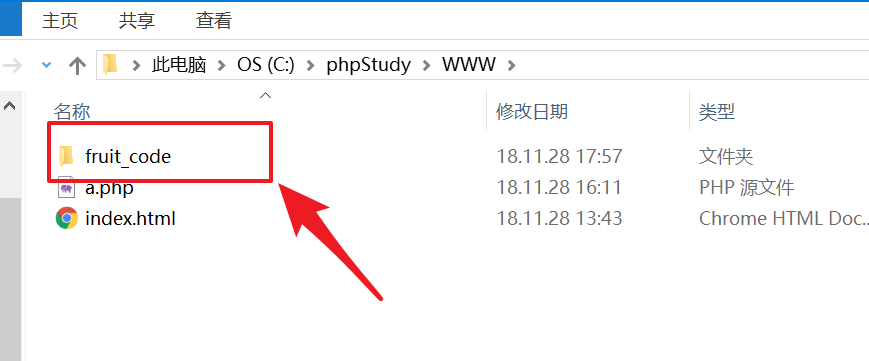 主页 共享 查看
此电脑 OS (C:) phpStudy WWW
名称 修改日期 类型
fruit_code 18.11.28 17:57 文件夹
a.php 18.11.28 16:11 PHP 源文件
index.html 18.11.28 13:43 Chrome HTML Doc...